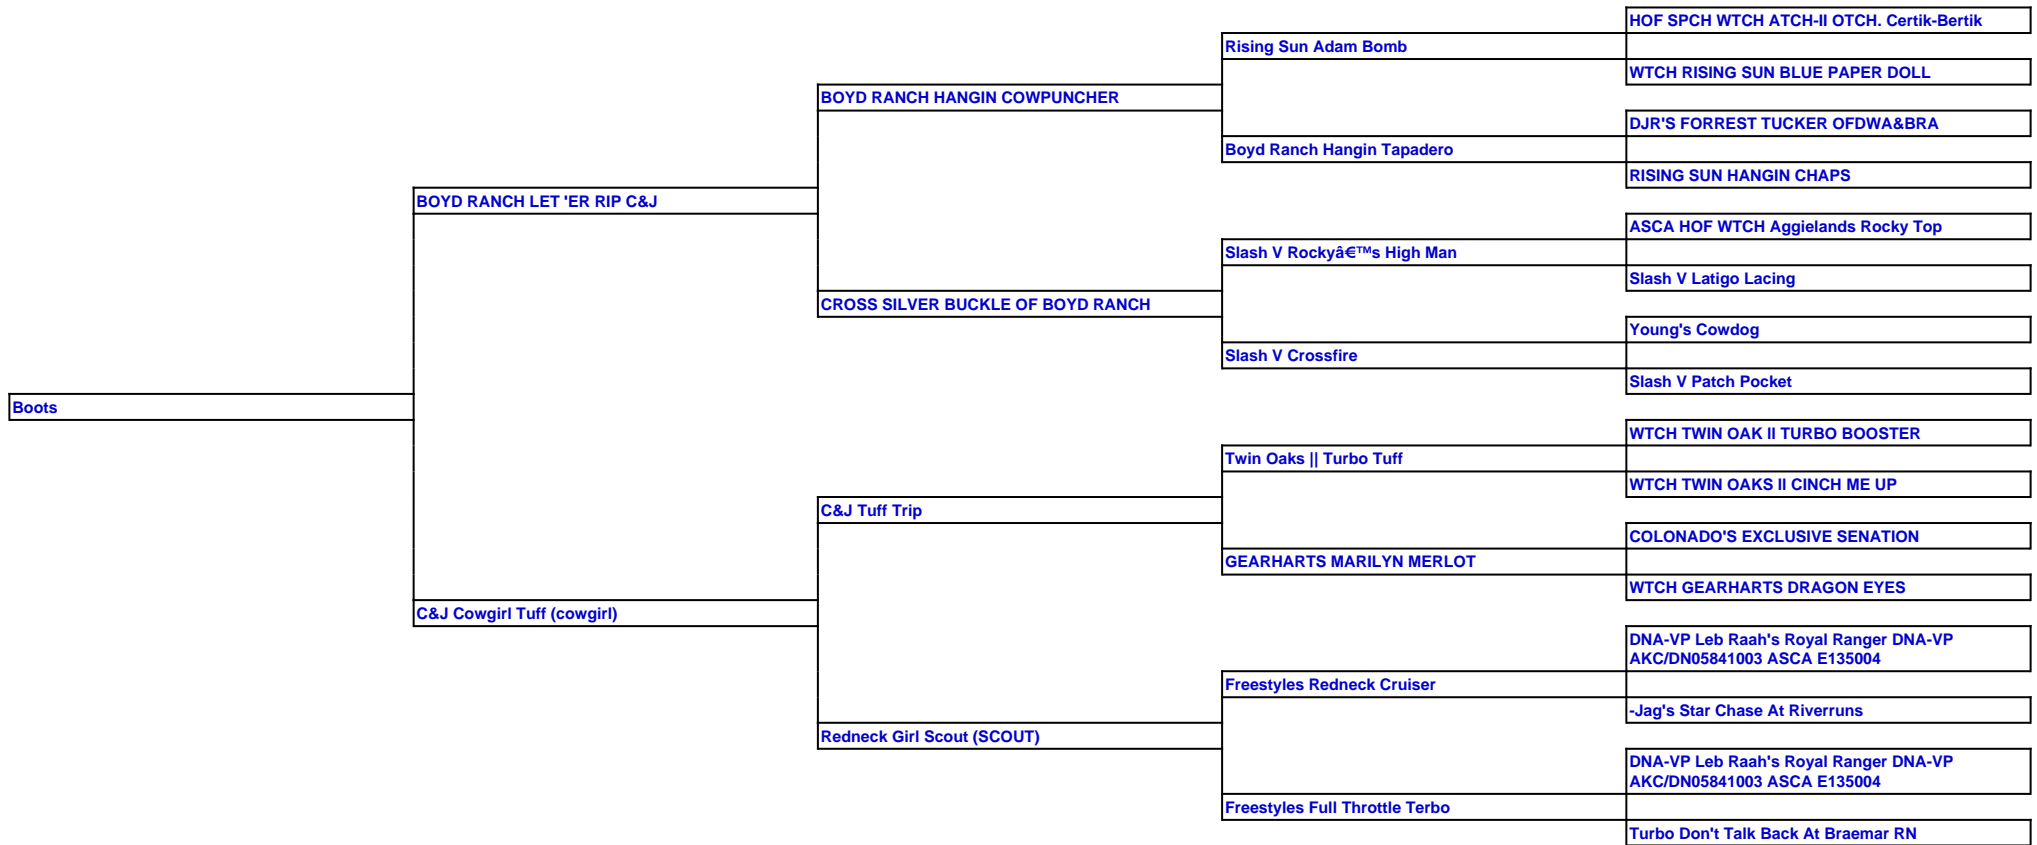 HOF SPCH WTCH ATCH-II OTCH. Certik-Bertik
Rising Sun Adam Bomb
WTCH RISING SUN BLUE PAPER DOLL
BOYD RANCH HANGIN COWPUNCHER
DJR'S FORREST TUCKER OFDWA&BRA
Boyd Ranch Hangin Tapadero
RISING SUN HANGIN CHAPS
BOYD RANCH LET 'ER RIP C&J
ASCA HOF WTCH Aggielands Rocky Top
Slash V Rockyâ€™s High Man
Slash V Latigo Lacing
CROSS SILVER BUCKLE OF BOYD RANCH
Young's Cowdog
Slash V Crossfire
Slash V Patch Pocket
Boots
WTCH TWIN OAK II TURBO BOOSTER
Twin Oaks || Turbo Tuff
WTCH TWIN OAKS II CINCH ME UP
C&J Tuff Trip
COLONADO'S EXCLUSIVE SENATION
GEARHARTS MARILYN MERLOT
WTCH GEARHARTS DRAGON EYES
C&J Cowgirl Tuff (cowgirl)
DNA-VP Leb Raah's Royal Ranger DNA-VP
AKC/DN05841003 ASCA E135004
Freestyles Redneck Cruiser
-Jag's Star Chase At Riverruns
Redneck Girl Scout (SCOUT)
DNA-VP Leb Raah's Royal Ranger DNA-VP
AKC/DN05841003 ASCA E135004
Freestyles Full Throttle Terbo
Turbo Don't Talk Back At Braemar RN